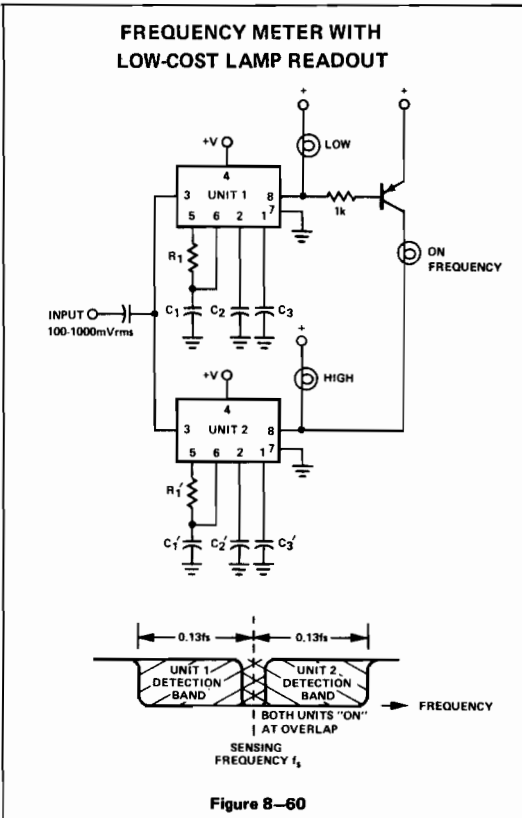 FREQUENCY METER WITH
LOW-COST LAMP READOUT
+
+
+V
LOW
4
3
UNIT 1
8
7
5
6
2
1
1k
R1
ON
FREQUENCY
C1
C2
C3
INPUT
100-1000mVrms
+
+V
HIGH
4
3
UNIT 2
8
7
5
6
2
1
R1'
C1'
C2'
C3'
0.13fs
0.13fs
UNIT 1
DETECTION
BAND
UNIT 2
DETECTION
BAND
FREQUENCY
BOTH UNITS "ON"
AT OVERLAP
SENSING
FREQUENCY fs
Figure 8–60